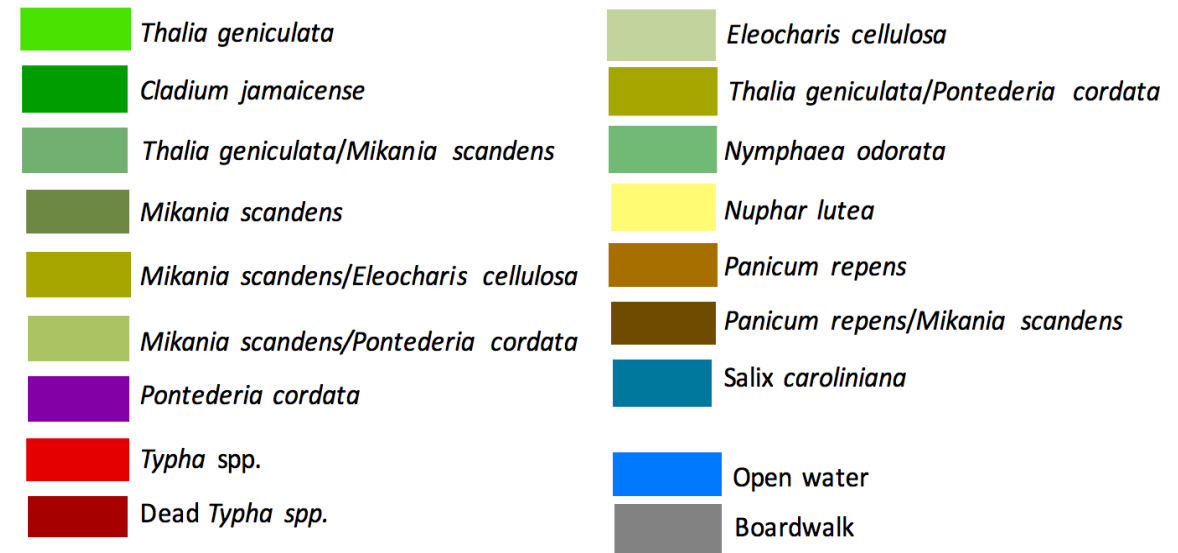 Thalia geniculata
Cladium jamaicense
Thalia geniculata/Mikania scandens
Mikania scandens
Mikania scandens/Eleocharis cellulosa
Mikania scandens/Pontederia cordata
Pontederia cordata
Typha spp.
Dead Typha spp.
Eleocharis cellulosa
Thalia geniculata/Pontederia cordata
Nymphaea odorata
Nuphar lutea
Panicum repens
Panicum repens/Mikania scandens
Salix caroliniana
Open water
Boardwalk